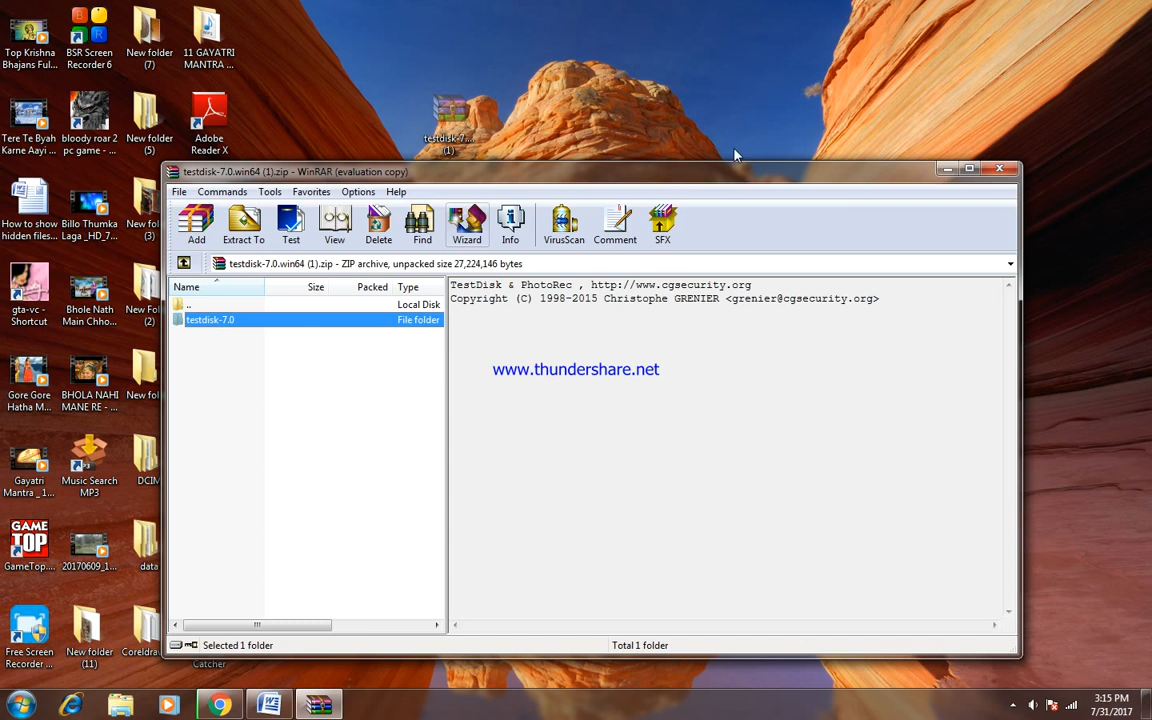 Top Krishna
Bhajans Ful...
BSR Screen
Recorder 6
New folder
(7)
11 GAYATRI
MANTRA ...
Tere Te Byah
Karne Aayi ...
bloody roar 2
pc game - ...
New folder
(5)
Adobe
Reader X
testdisk-7....
(1)
How to show
hidden files...
Billo Thumka
Laga _HD_7...
New fol
(3)
gta-vc -
Shortcut
Bhole Nath
Main Chho...
New Fol
(2)
Gore Gore
Hatha M...
BHOLA NAHI
MANE RE - ...
New fol
Gayatri
Mantra _ 1...
Music Search
MP3
DCIM
GAME
TOP
GameTop....
20170609_1...
data
Free Screen
Recorder ...
New folder
(11)
Coreldra
Catcher
testdisk-7.0.win64 (1).zip - WinRAR (evaluation copy)
File Commands Tools Favorites Options Help
Add Extract To Test View Delete Find Wizard Info VirusScan Comment SFX
testdisk-7.0.win64 (1).zip - ZIP archive, unpacked size 27,224,146 bytes
Name Size Packed Type
.. Local Disk
testdisk-7.0 File folder
TestDisk & PhotoRec , http://www.cgsecurity.org
Copyright (C) 1998-2015 Christophe GRENIER <grenier@cgsecurity.org>
www.thundershare.net
Selected 1 folder
Total 1 folder
3:15 PM
7/31/2017